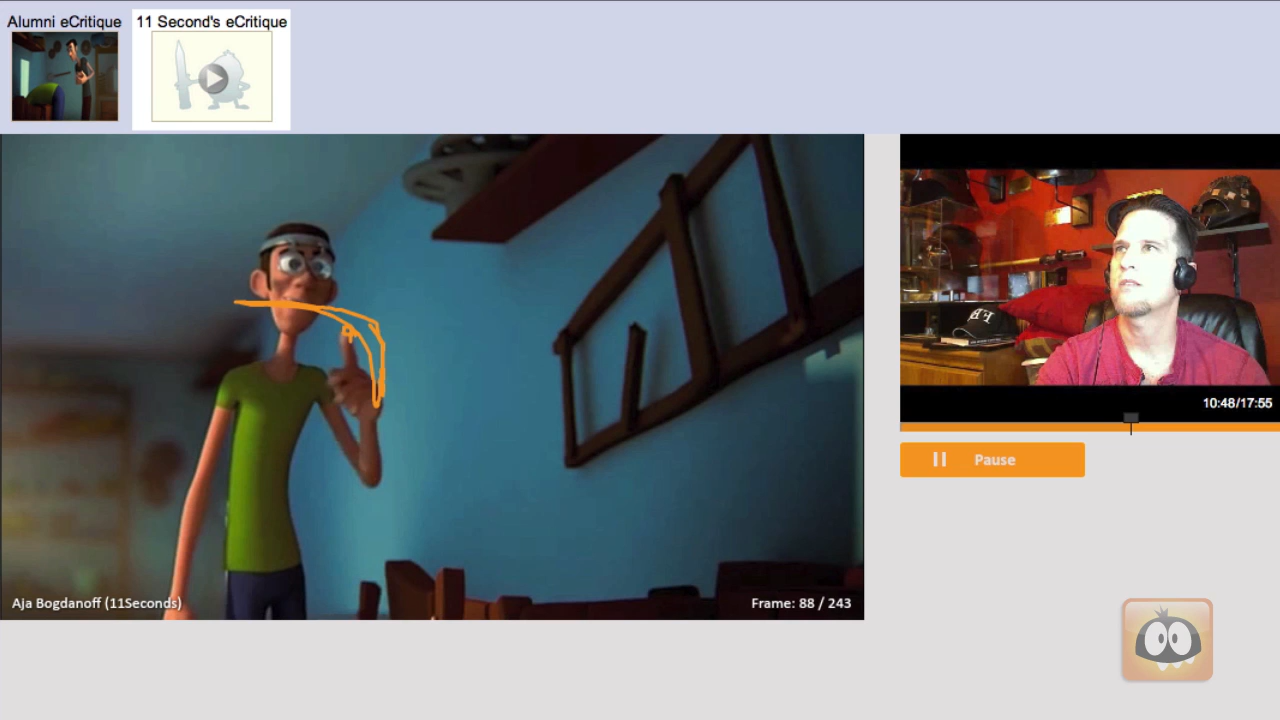 Alumni eCritique
11 Second's eCritique
10:48/17:55
Pause
Aja Bogdanoff (11Seconds)
Frame: 88 / 243